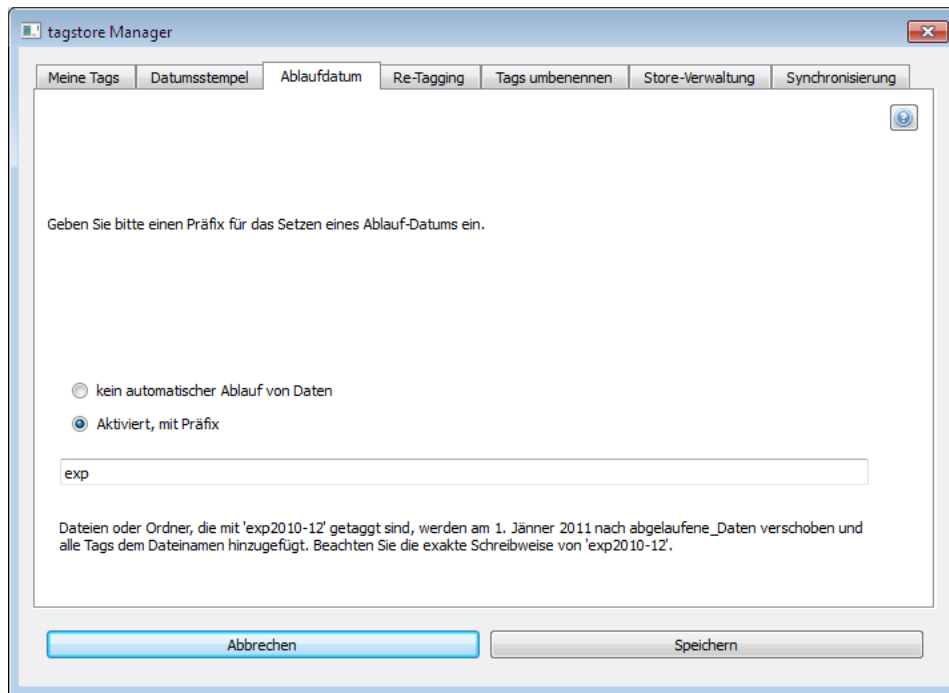 tagstore Manager
Meine Tags Datumsstempel Ablaufdatum Re-Tagging Tags umbenennen Store-Verwaltung Synchronisierung
Geben Sie bitte einen Präfix für das Setzen eines Ablauf-Datums ein.
kein automatischer Ablauf von Daten
Aktiviert, mit Präfix
exp
Dateien oder Ordner, die mit 'exp2010-12' getaggt sind, werden am 1. Jänner 2011 nach abgelaufene_Daten verschoben und
alle Tags dem Dateinamen hinzugefügt. Beachten Sie die exakte Schreibweise von 'exp2010-12'.
Abbrechen Speichern